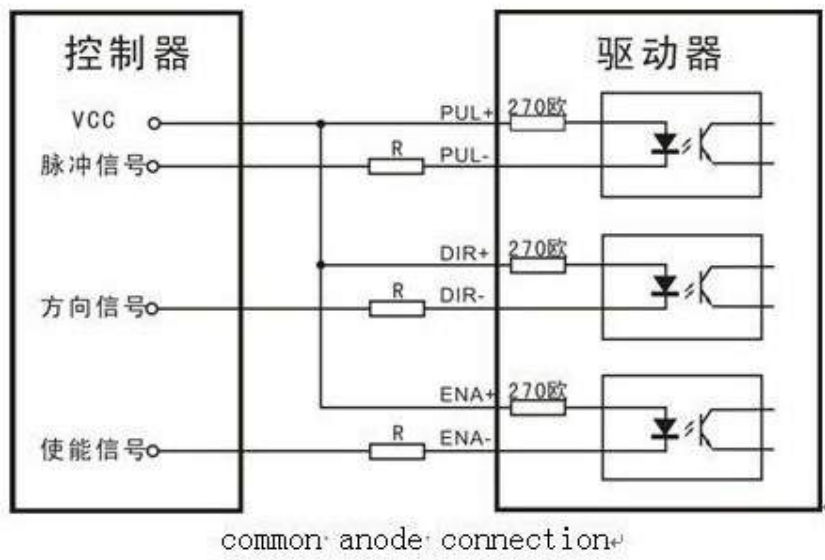 控制器
驱动器
VCC
PUL+
270欧
脉冲信号
R
PUL-
DIR+
270欧
方向信号
R
DIR-
ENA+
270欧
使能信号
R
ENA-
common anode connection